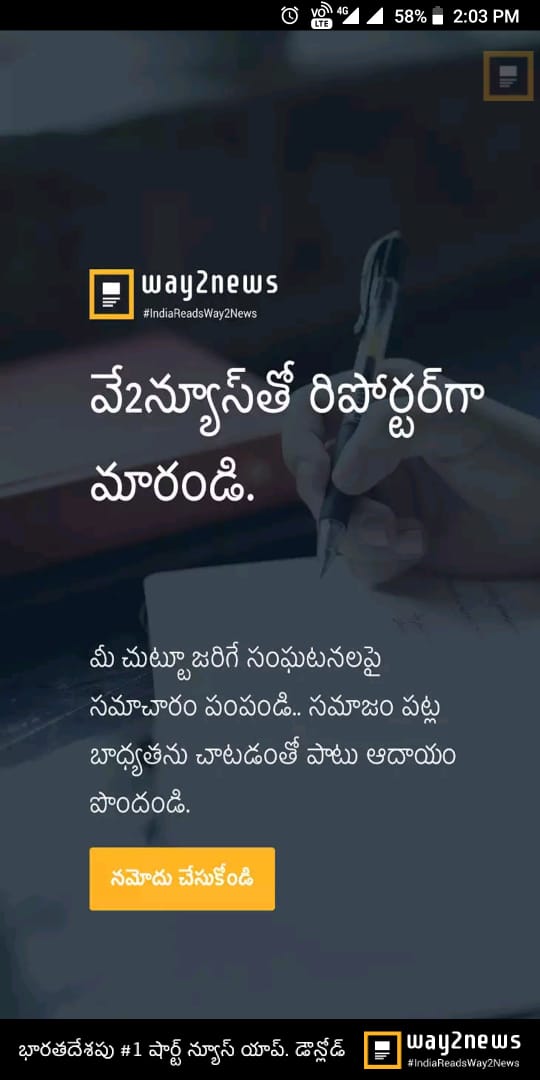 VO 4G LTE 58% 2:03 PM
way2news
#IndiaReadsWay2News
వే2న్యూస్‌తో రిపోర్టర్‌గా
మారండి.
మీ చుట్టూ జరిగే సంఘటనలపై
సమాచారం పంపండి.. సమాజం పట్ల
బాధ్యతను చాటడంతో పాటు ఆదాయం
పొందండి.
నమోదు చేసుకోండి
భారతదేశపు #1 షార్ట్ న్యూస్ యాప్. డౌన్లోడ్
way2news
#IndiaReadsWay2News